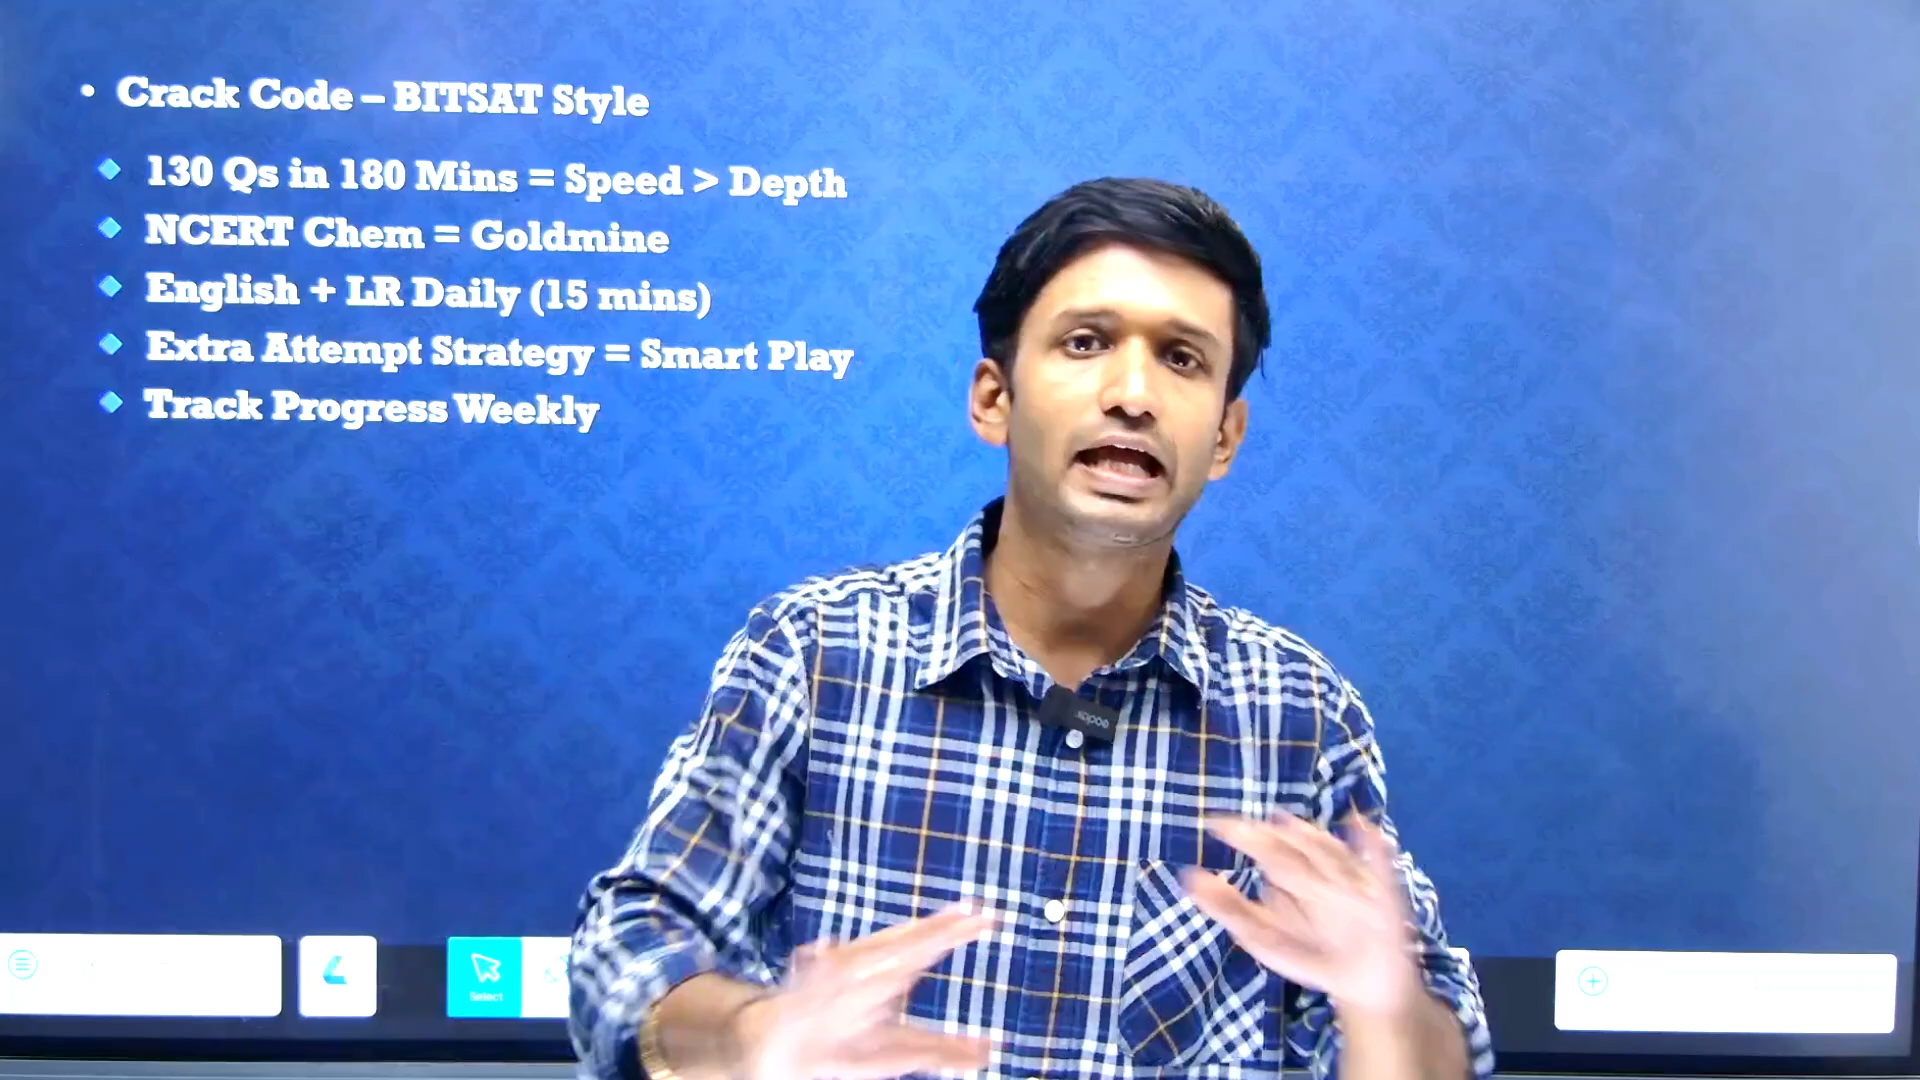 • Crack Code – BITSAT Style
130 Qs in 180 Mins = Speed > Depth
NCERT Chem = Goldmine
English + LR Daily (15 mins)
Extra Attempt Strategy = Smart Play
Track Progress Weekly
Select